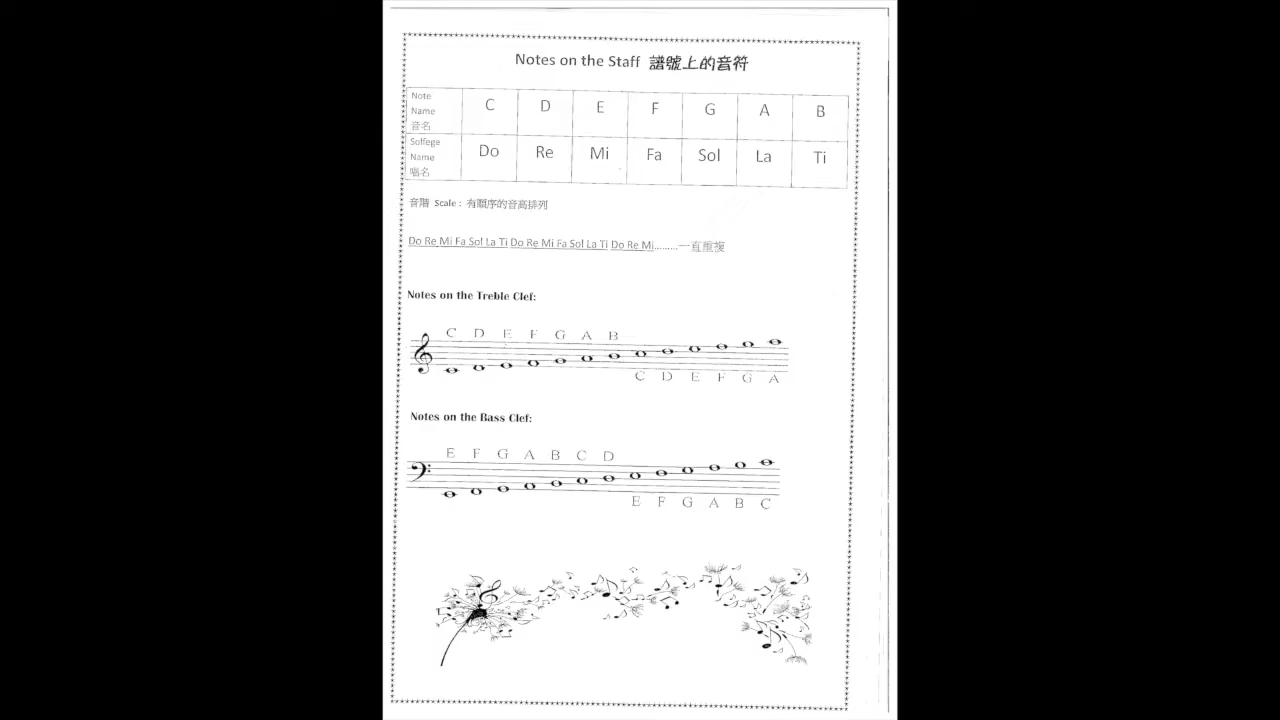 Notes on the Staff 譜號上的音符
Note Name 音名 C D E F G A B
Solfege Name 唱名 Do Re Mi Fa Sol La Ti
音階 Scale : 有順序的音高排列
Do Re Mi Fa Sol La Ti Do Re Mi Fa Sol La Ti Do Re Mi.........一直重複
Notes on the Treble Clef:
C D E F G A B
C D E F G A
Notes on the Bass Clef:
E F G A B C D
E F G A B C